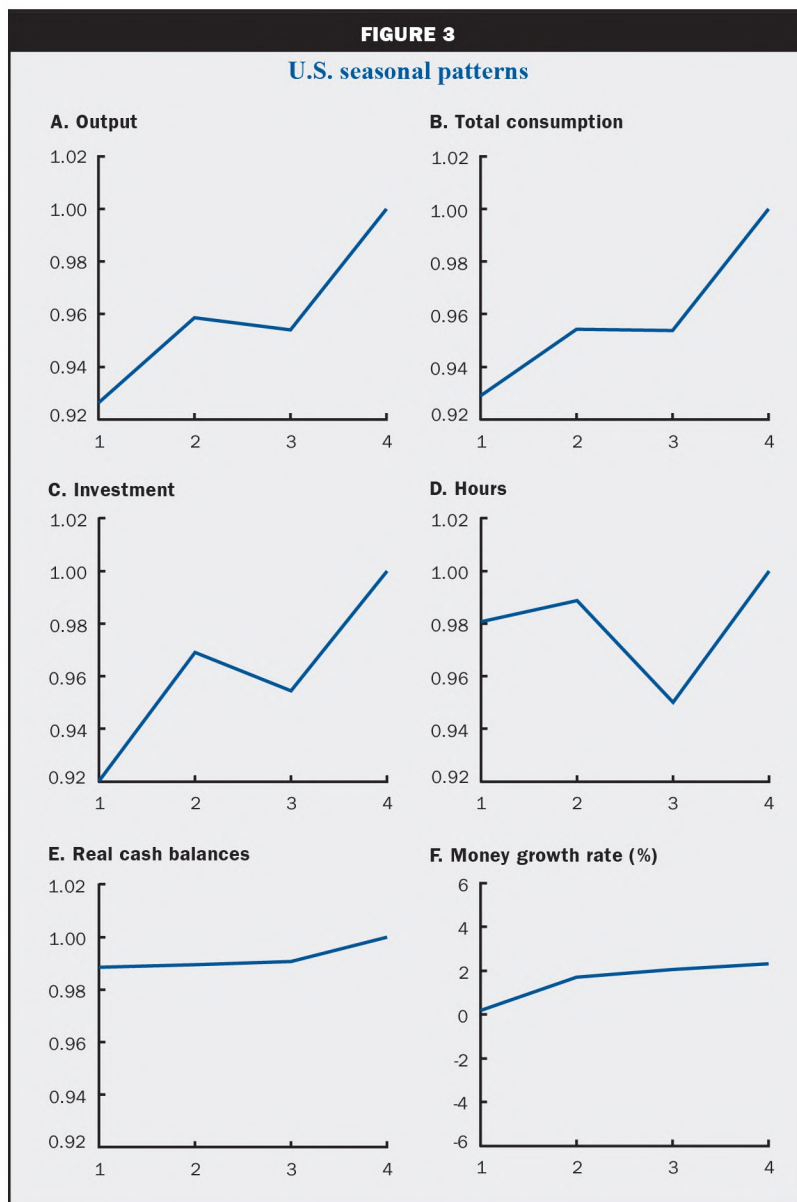 FIGURE 3
U.S. seasonal patterns
A. Output
1.02
1.00
0.98
0.96
0.94
0.92
1 2 3 4
B. Total consumption
1.02
1.00
0.98
0.96
0.94
0.92
1 2 3 4
C. Investment
1.02
1.00
0.98
0.96
0.94
0.92
1 2 3 4
D. Hours
1.02
1.00
0.98
0.96
0.94
0.92
1 2 3 4
E. Real cash balances
1.02
1.00
0.98
0.96
0.94
0.92
1 2 3 4
F. Money growth rate (%)
6
4
2
0
-2
-4
-6
1 2 3 4